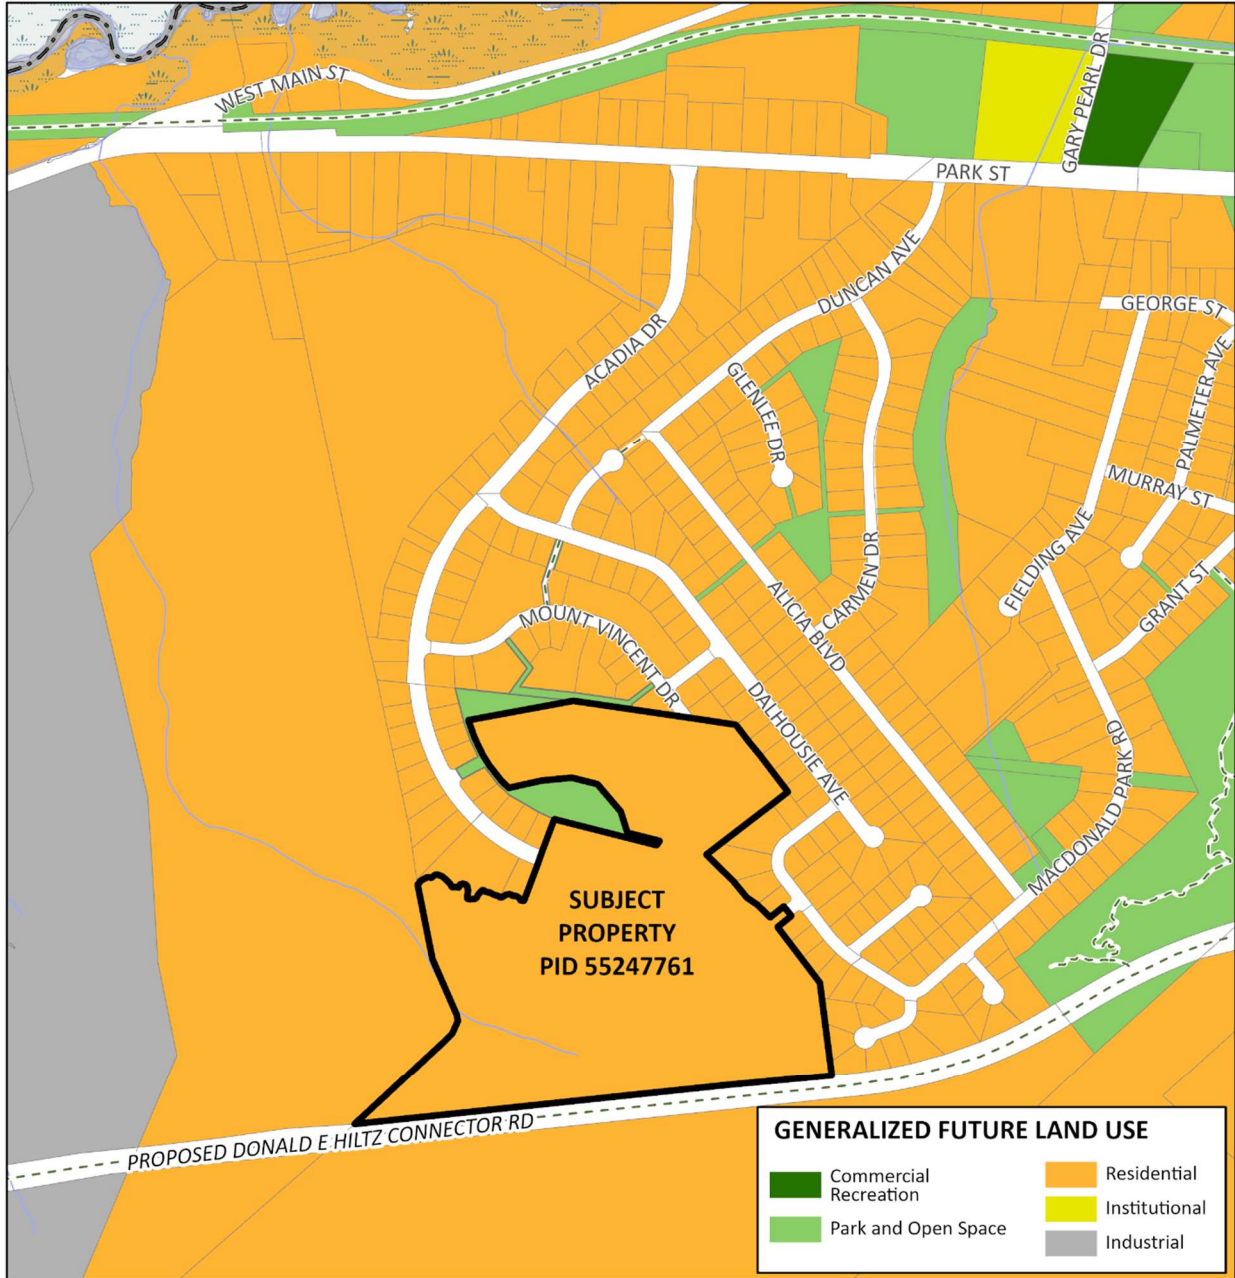 WEST MAIN ST
GARY PEARL DR
PARK ST
DUNCAN AVE
GEORGE ST
ACADIA DR
GLENLEE DR
PALMETER AVE
MURRAY ST
FIELDING AVE
GRANT ST
CARMEN DR
ALICIA BLVD
MOUNT VINCENT DR
DALHOUSIE AVE
MACDONALD PARK RD
SUBJECT
PROPERTY
PID 55247761
PROPOSED DONALD E HILTZ CONNECTOR RD
GENERALIZED FUTURE LAND USE
Commercial
Recreation
Park and Open Space
Residential
Institutional
Industrial